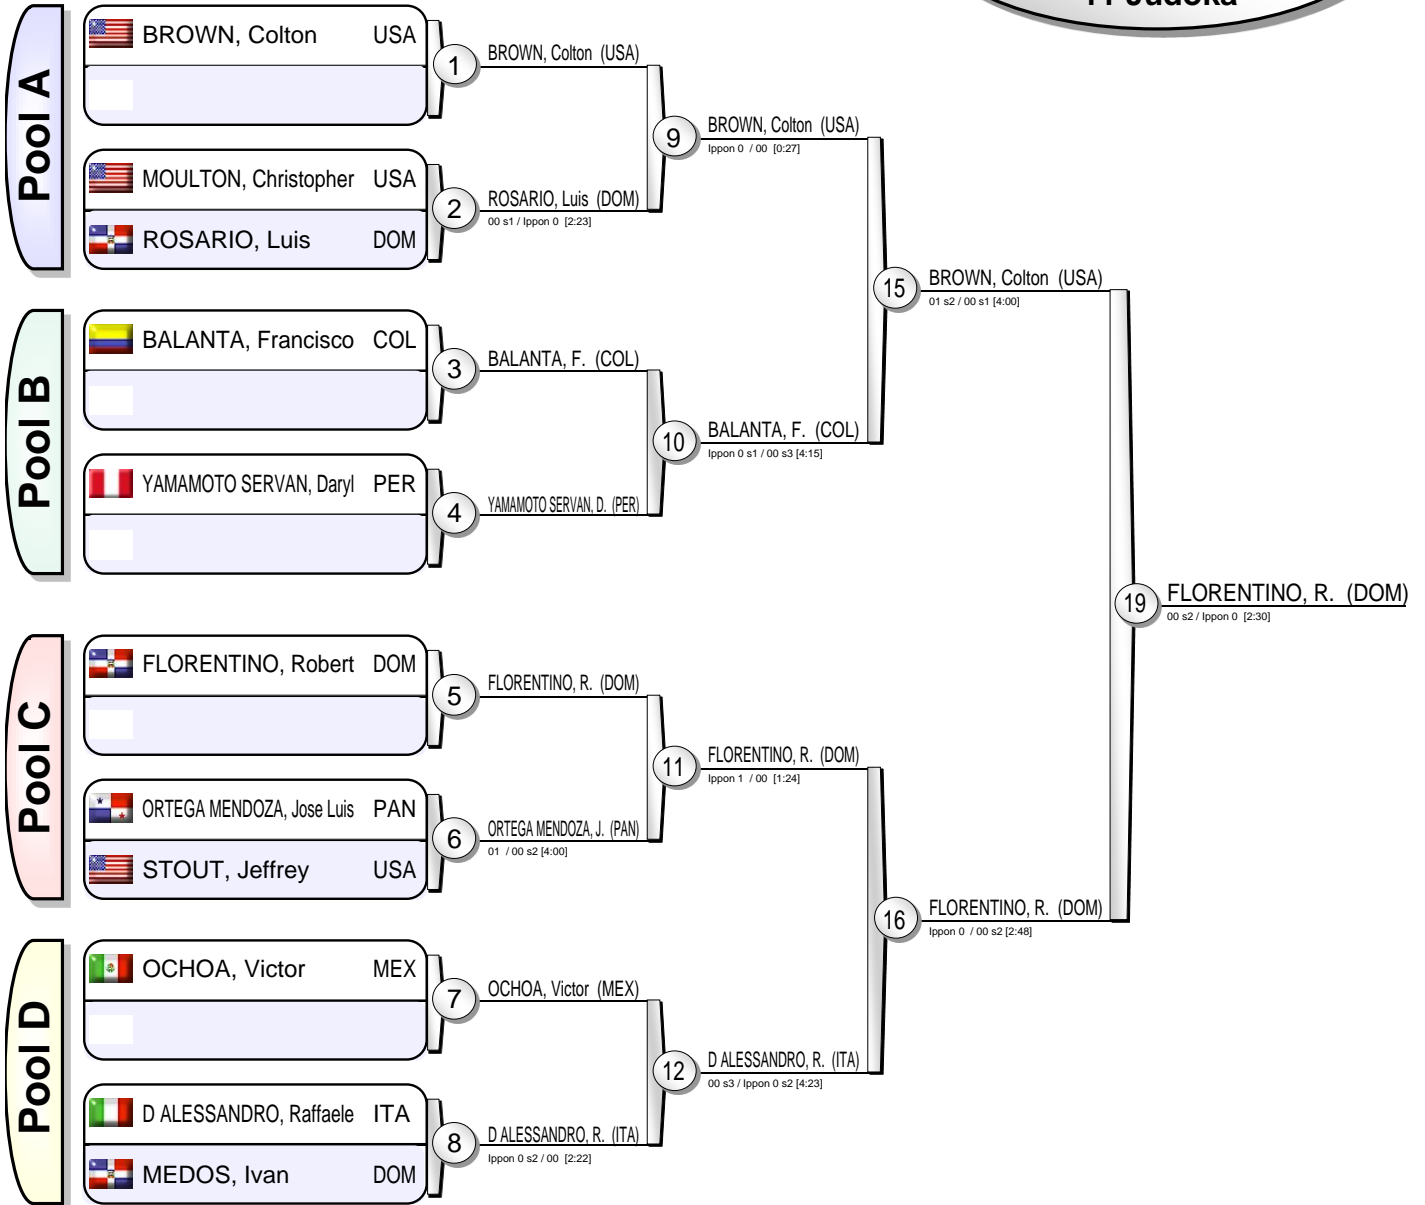 11 Judoka
Pool A
BROWN, Colton USA
MOULTON, Christopher USA
ROSARIO, Luis DOM
Pool B
BALANTA, Francisco COL
YAMAMOTO SERVAN, Daryl PER
Pool C
FLORENTINO, Robert DOM
ORTEGA MENDOZA, Jose Luis PAN
STOUT, Jeffrey USA
Pool D
OCHOA, Victor MEX
D ALESSANDRO, Raffaele ITA
MEDOS, Ivan DOM
1
BROWN, Colton (USA)
2
ROSARIO, Luis (DOM)
00 s1 / Ippon 0 [2:23]
3
BALANTA, F. (COL)
4
YAMAMOTO SERVAN, D. (PER)
5
FLORENTINO, R. (DOM)
6
ORTEGA MENDOZA, J. (PAN)
01 / 00 s2 [4:00]
7
OCHOA, Victor (MEX)
8
D ALESSANDRO, R. (ITA)
Ippon 0 s2 / 00 [2:22]
9
BROWN, Colton (USA)
Ippon 0 / 00 [0:27]
10
BALANTA, F. (COL)
Ippon 0 s1 / 00 s3 [4:15]
11
FLORENTINO, R. (DOM)
Ippon 1 / 00 [1:24]
12
D ALESSANDRO, R. (ITA)
00 s3 / Ippon 0 s2 [4:23]
15
BROWN, Colton (USA)
01 s2 / 00 s1 [4:00]
16
FLORENTINO, R. (DOM)
Ippon 0 / 00 s2 [2:48]
19
FLORENTINO, R. (DOM)
00 s2 / Ippon 0 [2:30]